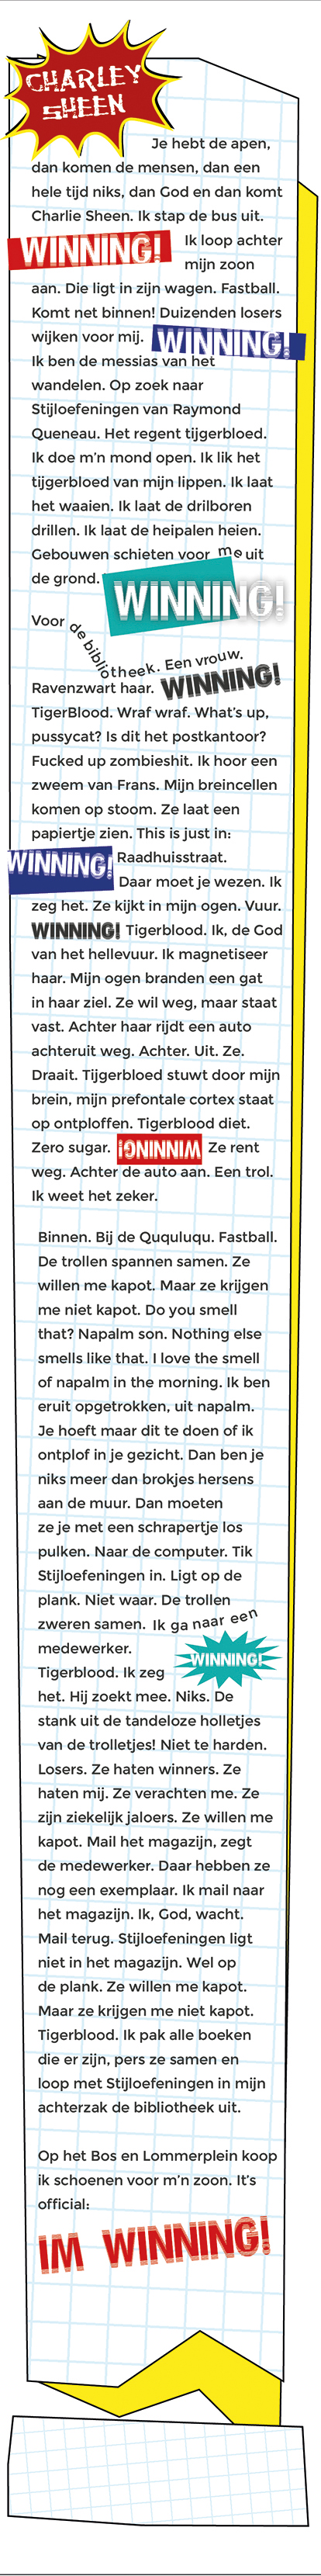 CHARLEY
SHEEN
Je hebt de apen,
dan komen de mensen, dan een
hele tijd niks, dan God en dan komt
Charlie Sheen. Ik stap de bus uit.
WINNING! Ik loop achter
mijn zoon
aan. Die ligt in zijn wagen. Fastball.
Komt net binnen! Duizenden losers
wijken voor mij. WINNING!
Ik ben de messias van het
wandelen. Op zoek naar
Stijloefeningen van Raymond
Queneau. Het regent tijgerbloed.
Ik doe m'n mond open. Ik lik het
tijgerbloed van mijn lippen. Ik laat
het waaien. Ik laat de drilboren
drillen. Ik laat de heipalen heien.
Gebouwen schieten voor me uit
de grond. WINNING!
Voor de bibliotheek. Een vrouw.
Ravenzwart haar. WINNING!
TigerBlood. Wraf wraf. What's up,
pussycat? Is dit het postkantoor?
Fucked up zombieshit. Ik hoor een
zweem van Frans. Mijn breincellen
komen op stoom. Ze laat een
papiertje zien. This is just in:
WINNING! Raadhuisstraat.
Daar moet je wezen. Ik
zeg het. Ze kijkt in mijn ogen. Vuur.
WINNING! Tigerblood. Ik, de God
van het hellevuur. Ik magnetiseer
haar. Mijn ogen branden een gat
in haar ziel. Ze wil weg, maar staat
vast. Achter haar rijdt een auto
achteruit weg. Achter. Uit. Ze.
Draait. Tijgerbloed stuwt door mijn
brein, mijn prefontale cortex staat
op ontploffen. Tigerblood diet.
Zero sugar. WINNING! Ze rent
weg. Achter de auto aan. Een trol.
Ik weet het zeker.
Binnen. Bij de Ququluqu. Fastball.
De trollen spannen samen. Ze
willen me kapot. Maar ze krijgen
me niet kapot. Do you smell
that? Napalm son. Nothing else
smells like that. I love the smell
of napalm in the morning. Ik ben
eruit opgetrokken, uit napalm.
Je hoeft maar dit te doen of ik
ontplof in je gezicht. Dan ben je
niks meer dan brokjes hersens
aan de muur. Dan moeten
ze je met een schrapertje los
pulken. Naar de computer. Tik
Stijloefeningen in. Ligt op de
plank. Niet waar. De trollen
zweren samen. Ik ga naar een
medewerker. WINNING!
Tigerblood. Ik zeg
het. Hij zoekt mee. Niks. De
stank uit de tandeloze holletjes
van de trolletjes! Niet te harden.
Losers. Ze haten winners. Ze
haten mij. Ze verachten me. Ze
zijn ziekelijk jaloers. Ze willen me
kapot. Mail het magazijn, zegt
de medewerker. Daar hebben ze
nog een exemplaar. Ik mail naar
het magazijn. Ik, God, wacht.
Mail terug. Stijloefeningen ligt
niet in het magazijn. Wel op
de plank. Ze willen me kapot.
Maar ze krijgen me niet kapot.
Tigerblood. Ik pak alle boeken
die er zijn, pers ze samen en
loop met Stijloefeningen in mijn
achterzak de bibliotheek uit.
Op het Bos en Lommerplein koop
ik schoenen voor m'n zoon. It's
official:
IM WINNING!